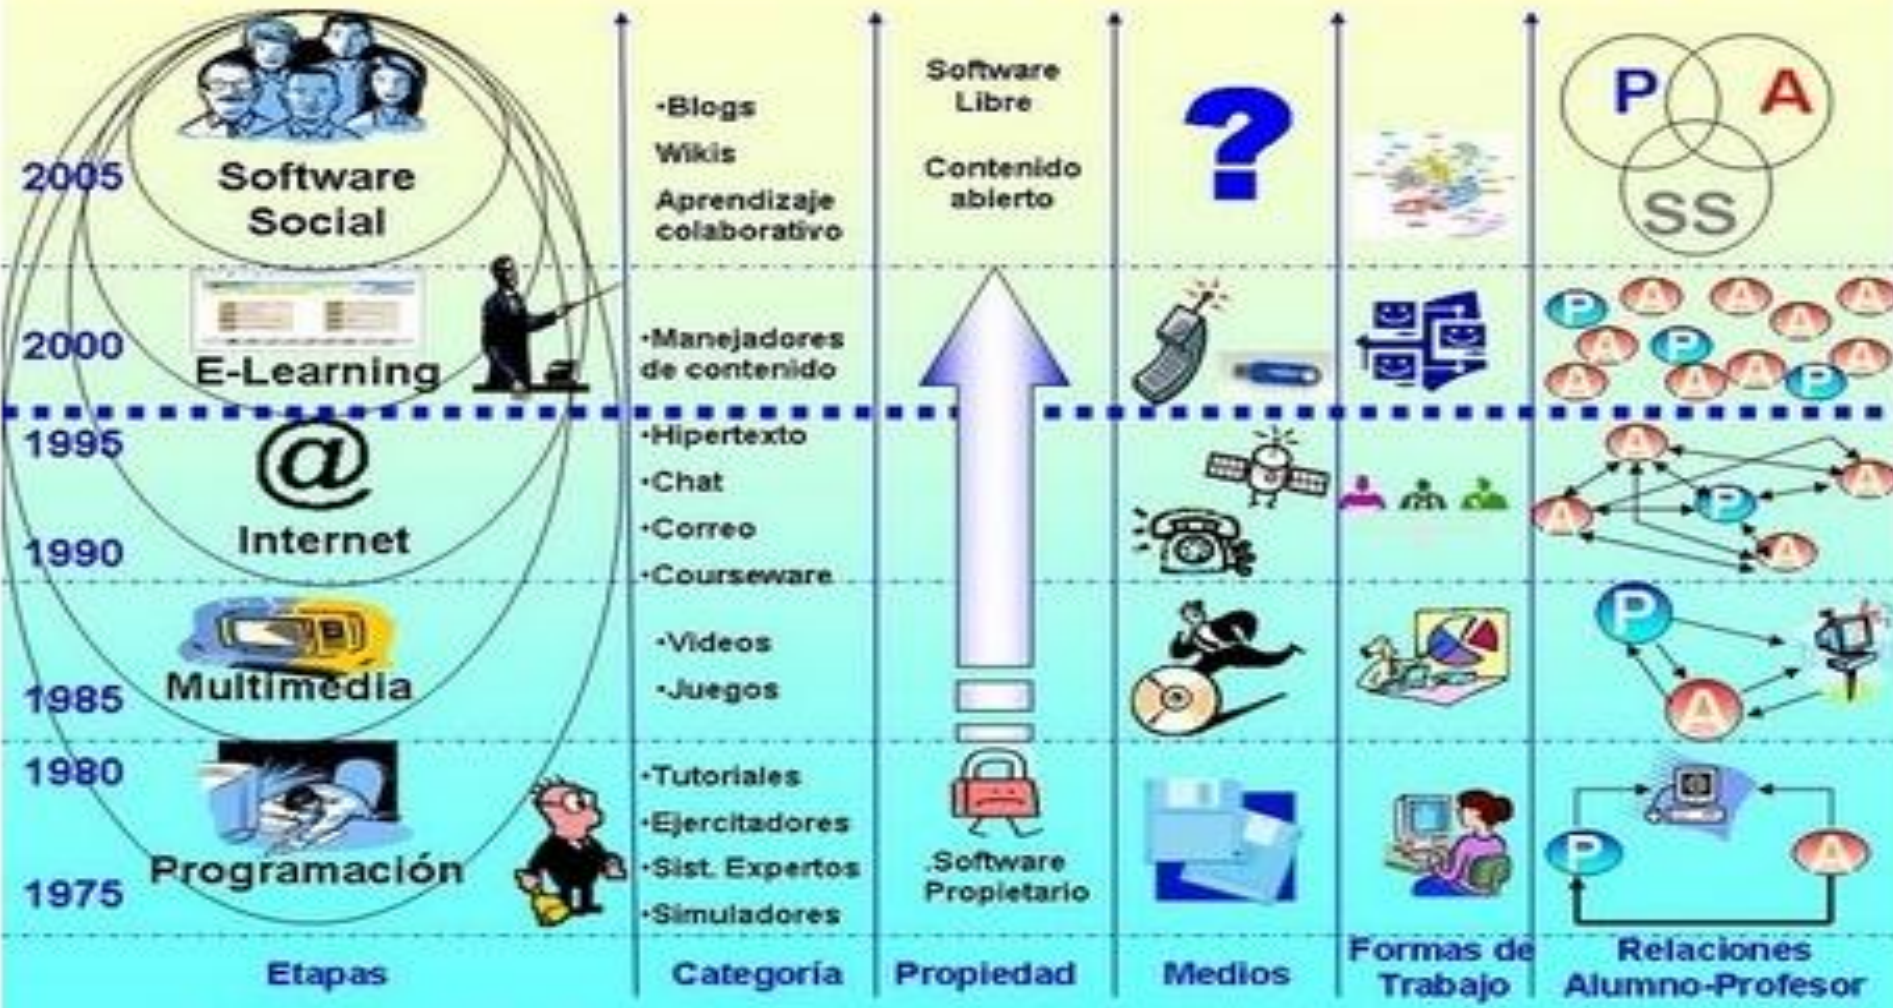 2005
Software
Social
•Blogs
Wikis
Aprendizaje
colaborativo
Software
Libre
Contenido
abierto
?
P
A
SS
2000
E-Learning
•Manejadores
de contenido
P
A
A
A
A
A
P
A
A
A
A
P
1995
@
Internet
1990
•Hipertexto
•Chat
•Correo
•Courseware
A
A
P
A
A
1985
Multimedia
•Videos
•Juegos
P
A
1980
Programación
1975
•Tutoriales
•Ejercitadores
•Sist. Expertos
•Simuladores
.Software
Propietario
P
A
Etapas
Categoría
Propiedad
Medios
Formas de
Trabajo
Relaciones
Alumno-Profesor